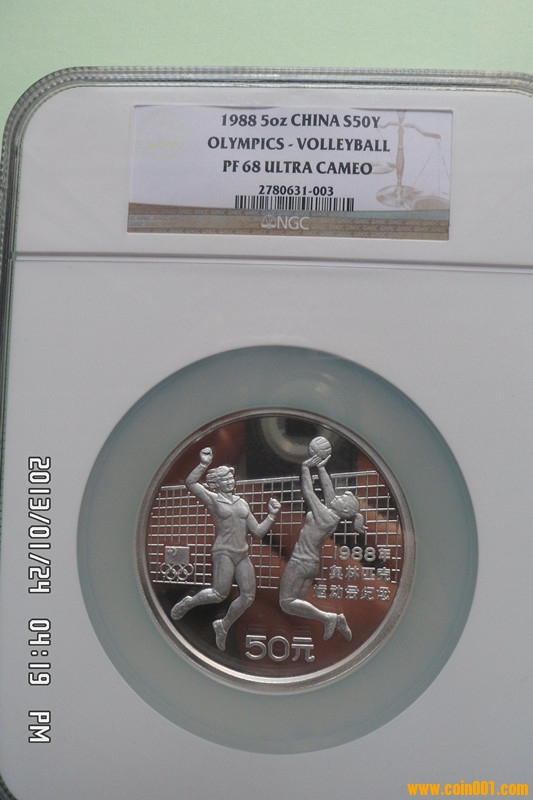 1988 5oz CHINA S50Y
OLYMPICS - VOLLEYBALL
PF 68 ULTRA CAMEO
2780631-003
NGC
1988年
奥林匹克
运动会纪念
50元
2013/01/24 04:19 PM
www.coin001.com